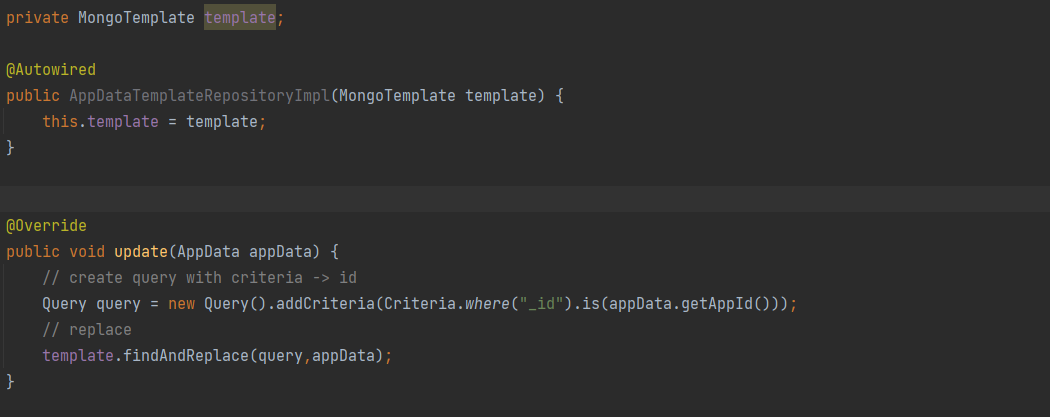 private MongoTemplate template;
@Autowired
public AppDataTemplateRepositoryImpl(MongoTemplate template) {
this.template = template;
}
@Override
public void update(AppData appData) {
// create query with criteria -> id
Query query = new Query().addCriteria(Criteria.where("_id").is(appData.getAppId()));
// replace
template.findAndReplace(query,appData);
}